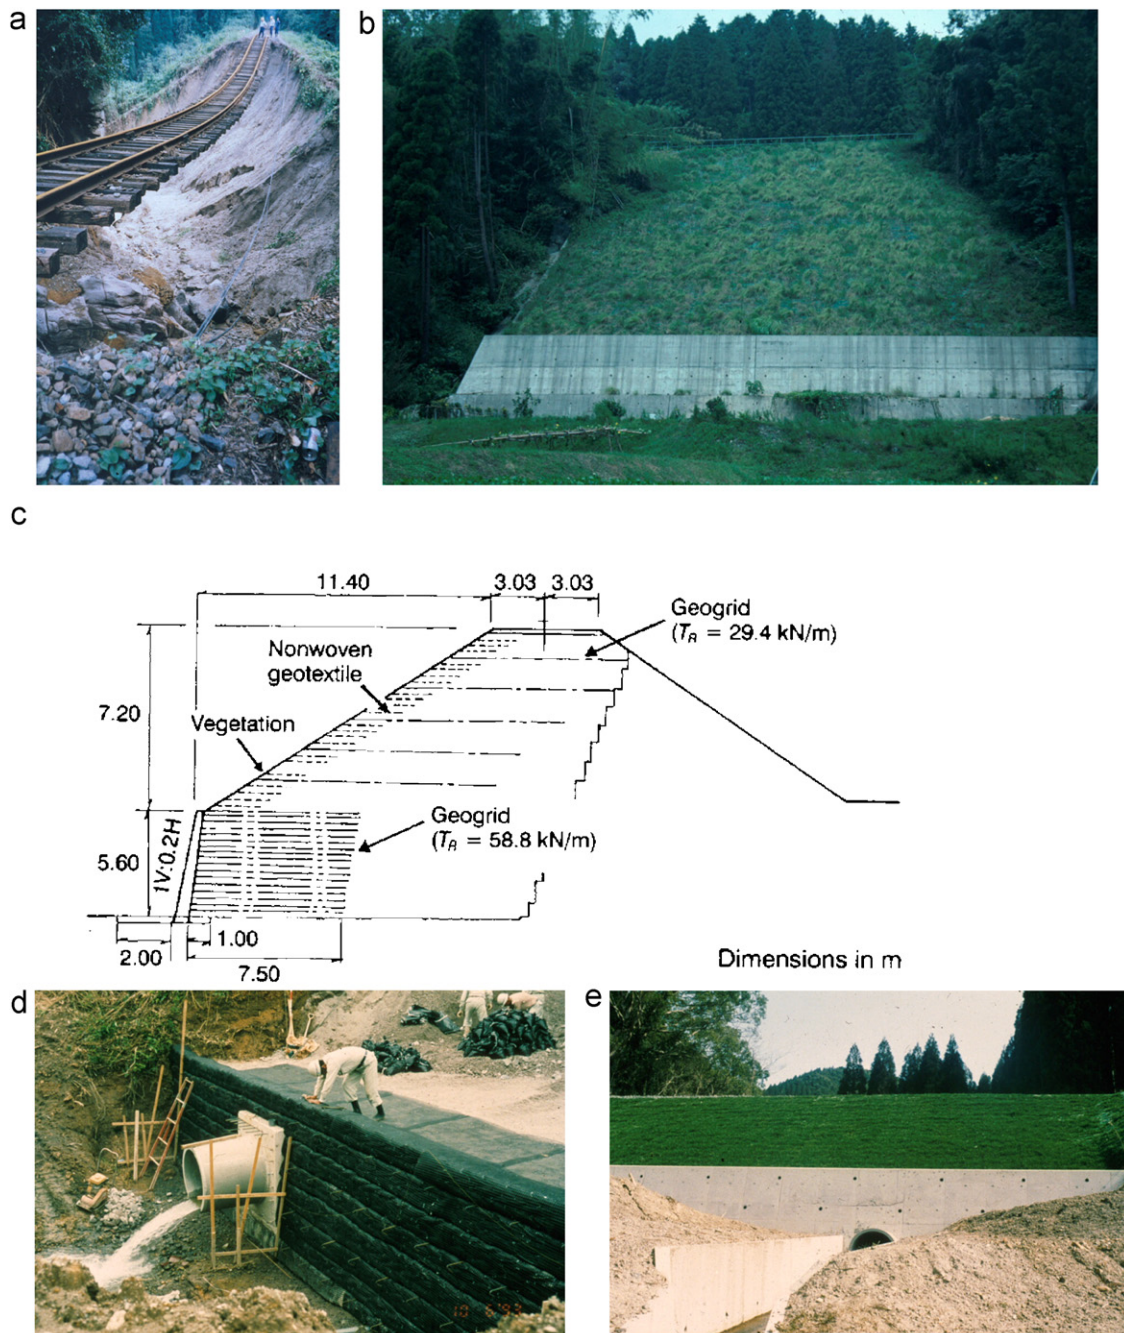 a
b
c
11.40
3.03
3.03
Geogrid
(T_R = 29.4 kN/m)
Nonwoven
geotextile
7.20
Vegetation
Geogrid
(T_R = 58.8 kN/m)
5.60
1V:0.2H
1.00
2.00
7.50
Dimensions in m
d
e